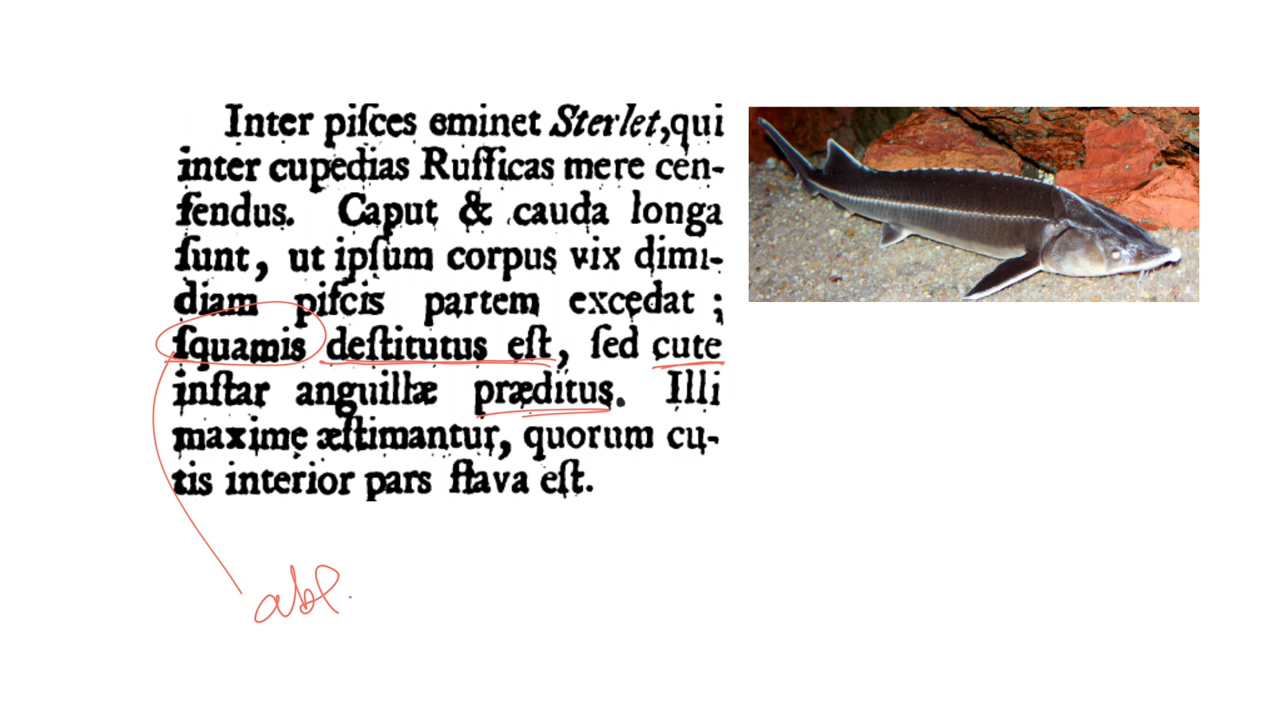 Inter piſces eminet Sterlet,qui
inter cupedias Ruſſicas mere cen-
ſendus. Caput & cauda longa
ſunt, ut ipſum corpus vix dimi-
diam piſcis partem excedat ;
ſquamis deſtitutus eſt, ſed cute
inſtar anguillæ præditus. Illi
maxime æſtimantur, quorum cu-
tis interior pars flava eſt.
abl.